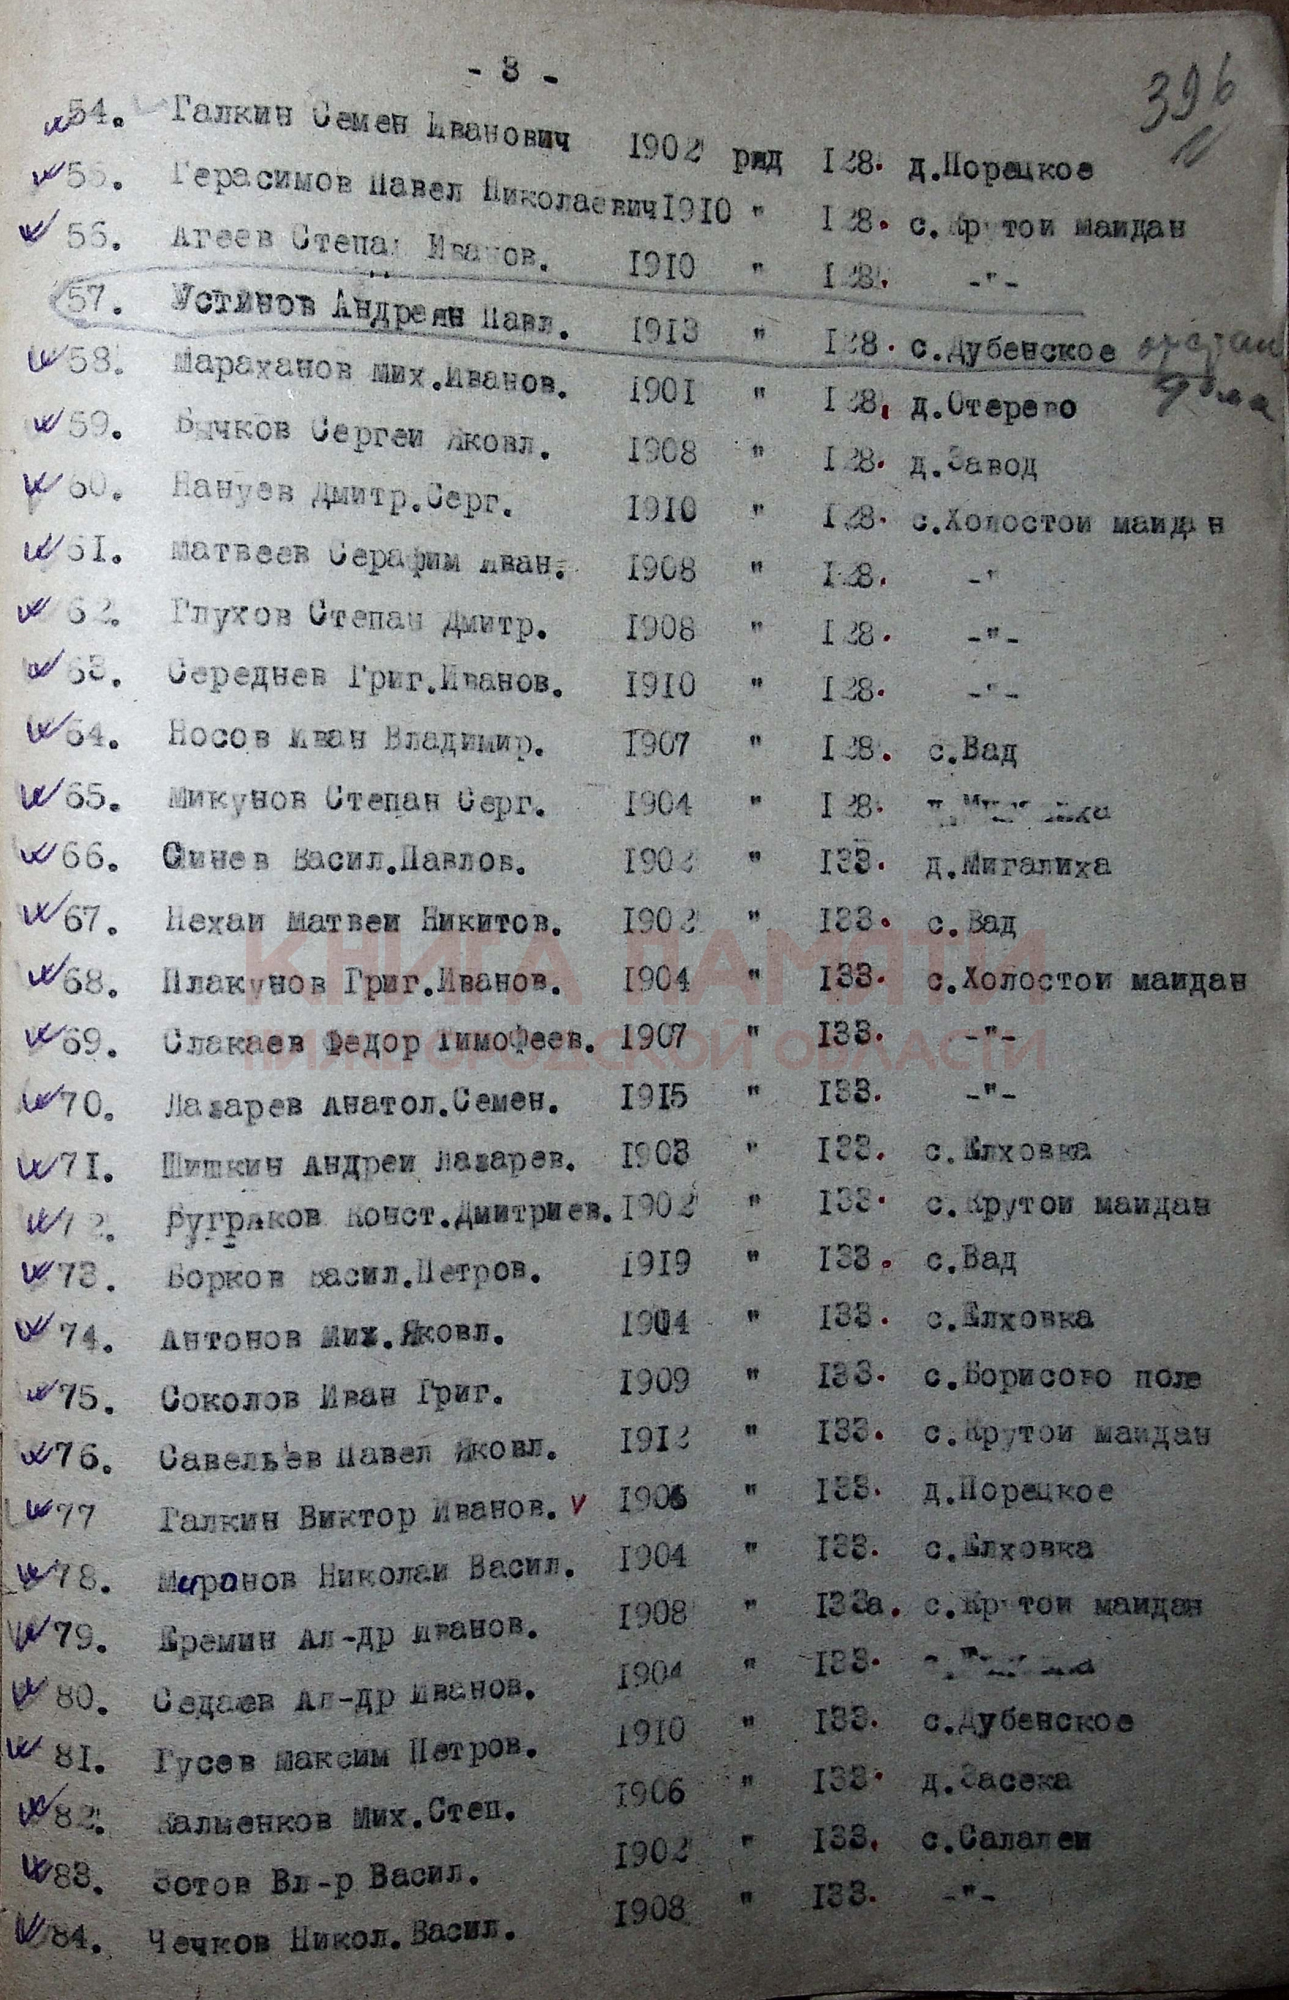 - 3 -
396
54. Галкин Семен Иванович 1902 ряд 128. д.Порецкое
55. Герасимов Павел Николаевич 1910 " 128. с.Крутой майдан
56. Агеев Степан Иванов. 1910 " 128. -"-
57. Устинов Андреян Павл. 1913 " 128. с.Дубенское
58. Мараханов Мих.Иванов. 1901 " 128. д.Отерево
59. Бычков Сергей Яковл. 1908 " 128. д.Завод
60. Нануев Дмитр.Серг. 1910 " 128. с.Холостой майдан
61. Матвеев Серафим Иван. 1908 " 128. -"
62. Глухов Степан Дмитр. 1908 " 128. -"-
63. Середнев Григ.Иванов. 1910 " 128. -"-
64. Носов Иван Владимир. 1907 " 128. с.Вад
65. Микунов Степан Серг. 1904 " 128.
66. Синев Васил.Павлов. 1902 " 133. д.Мигалиха
67. Нехай Матвей Никитов. 1902 " 133. с.Вад
68. Плакунов Григ.Иванов. 1904 " 133. с.Холостой майдан
69. Слакаев Федор Тимофеев. 1907 " 133. -"-
70. Лазарев Анатол.Семен. 1915 " 133. -"-
71. Шишкин Андрей Лазарев. 1903 " 133. с.Елховка
72. Ругряков Конст.Дмитриев. 1902 " 133. с.Крутой майдан
73. Борков Васил.Петров. 1919 " 133. с.Вад
74. Антонов Мих.Яковл. 1904 " 133. с.Елховка
75. Соколов Иван Григ. 1909 " 133. с.Борисово поле
76. Савельев Павел Яковл. 1912 " 133. с.Крутой майдан
77 Галкин Виктор Иванов. v 1906 " 133. д.Порецкое
78. Миронов Николай Васил. 1904 " 133. с.Елховка
79. Еремин Ал-др Иванов. 1908 " 133а. с.Крутой майдан
80. Седаев Ал-др Иванов. 1904 " 133.
81. Гусев Максим Петров. 1910 " 133. с.Дубенское
82. Калменков Мих.Степ. 1906 " 133. д.Засека
83. Зотов Вл-р Васил. 1902 " 133. с.Салалей
84. Чечков Никол.Васил. 1908 " 133. -"-
КНИГА ПАМЯТИ
НИЖЕГОРОДСКОЙ ОБЛАСТИ